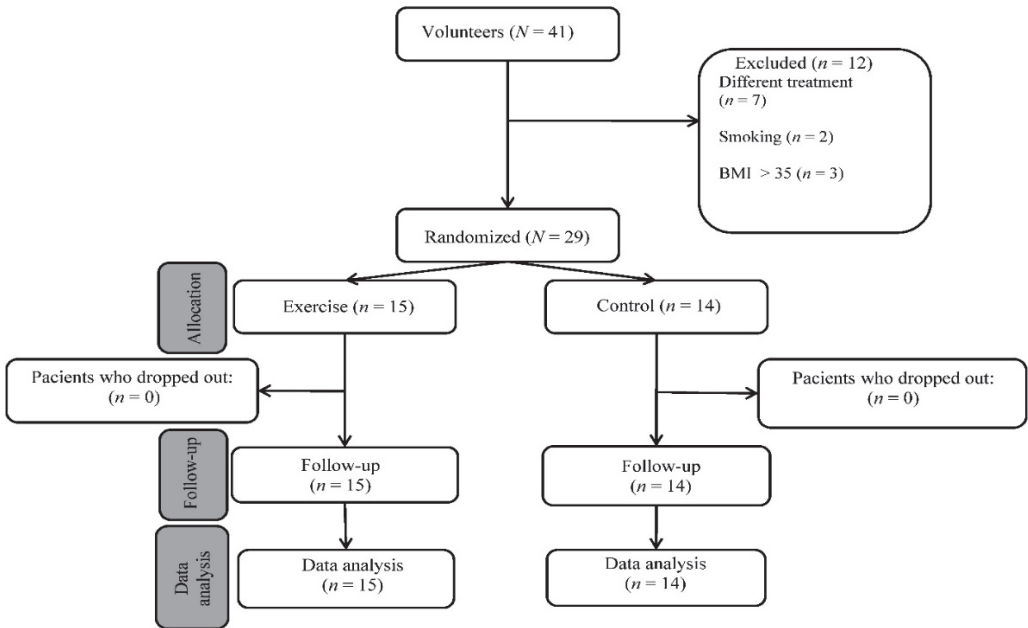 Volunteers (N = 41)
Excluded (n = 12)
Different treatment
(n = 7)
Smoking (n = 2)
BMI > 35 (n = 3)
Randomized (N = 29)
Allocation
Exercise (n = 15)
Control (n = 14)
Pacients who dropped out:
(n = 0)
Pacients who dropped out:
(n = 0)
Follow-up
Follow-up
(n = 15)
Follow-up
(n = 14)
Data
analysis
Data analysis
(n = 15)
Data analysis
(n = 14)